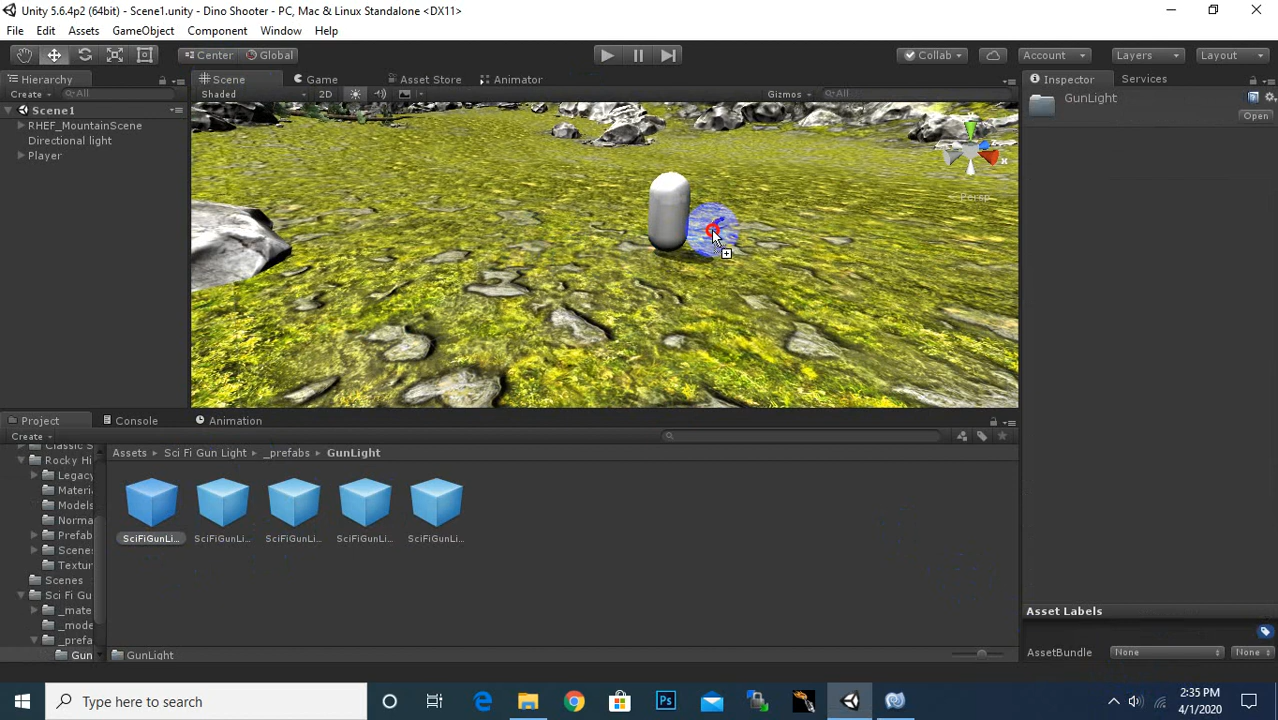 Unity 5.6.4p2 (64bit) - Scene1.unity - Dino Shooter - PC, Mac & Linux Standalone <DX11>
File Edit Assets GameObject Component Window Help
Center Global Collab Account Layers Layout
Hierarchy Scene Game Asset Store Animator Inspector Services
Create All Shaded 2D Gizmos All GunLight
Scene1 Open
RHEF_MountainScene
Directional light
Player
x
Persp
Project Console Animation
Create
Classic S
Assets Sci Fi Gun Light _prefabs GunLight
Rocky Hi
Legacy
Materi
Models
Norma
Prefab
SciFiGunLi... SciFiGunLi... SciFiGunLi... SciFiGunLi... SciFiGunLi...
Scenes
Textur
Scenes
Sci Fi Gu
_mate
_mode
_prefa
Gun GunLight
Asset Labels
AssetBundle None None
Type here to search
Ps
2:35 PM
4/1/2020